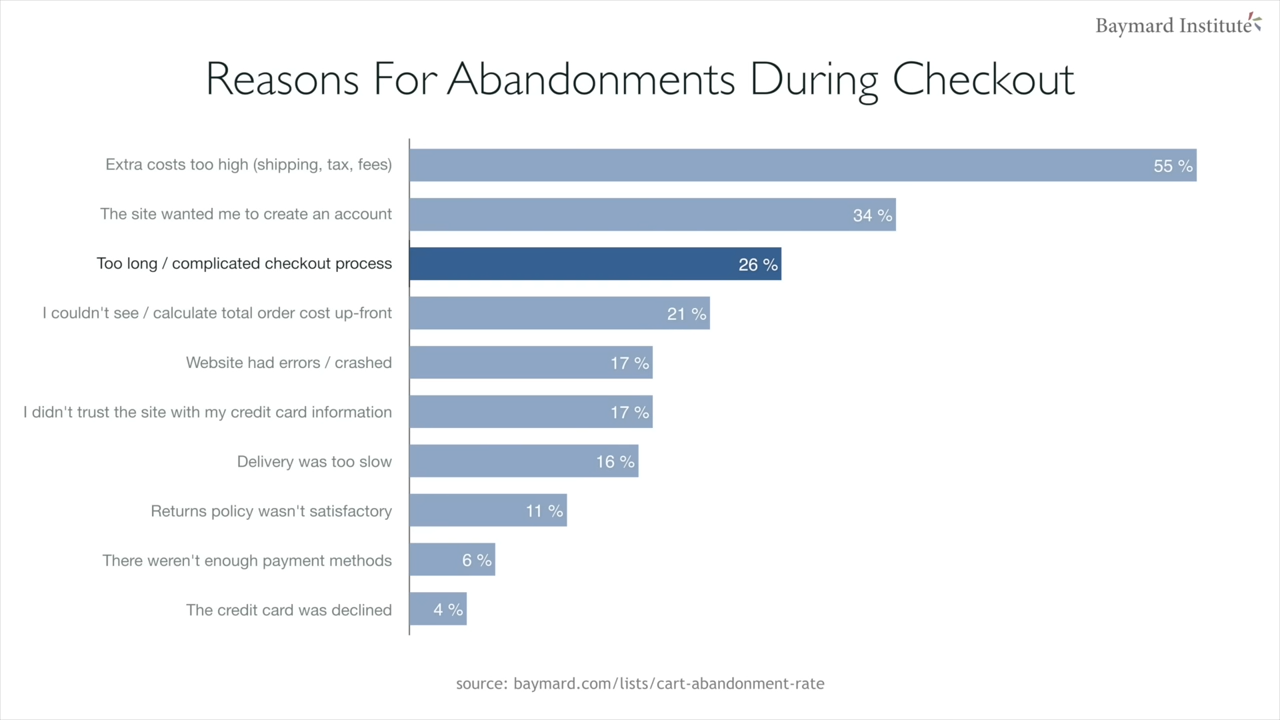 Baymard Institute
Reasons For Abandonments During Checkout
Extra costs too high (shipping, tax, fees) 55 %
The site wanted me to create an account 34 %
Too long / complicated checkout process 26 %
I couldn't see / calculate total order cost up-front 21 %
Website had errors / crashed 17 %
I didn't trust the site with my credit card information 17 %
Delivery was too slow 16 %
Returns policy wasn't satisfactory 11 %
There weren't enough payment methods 6 %
The credit card was declined 4 %
source: baymard.com/lists/cart-abandonment-rate